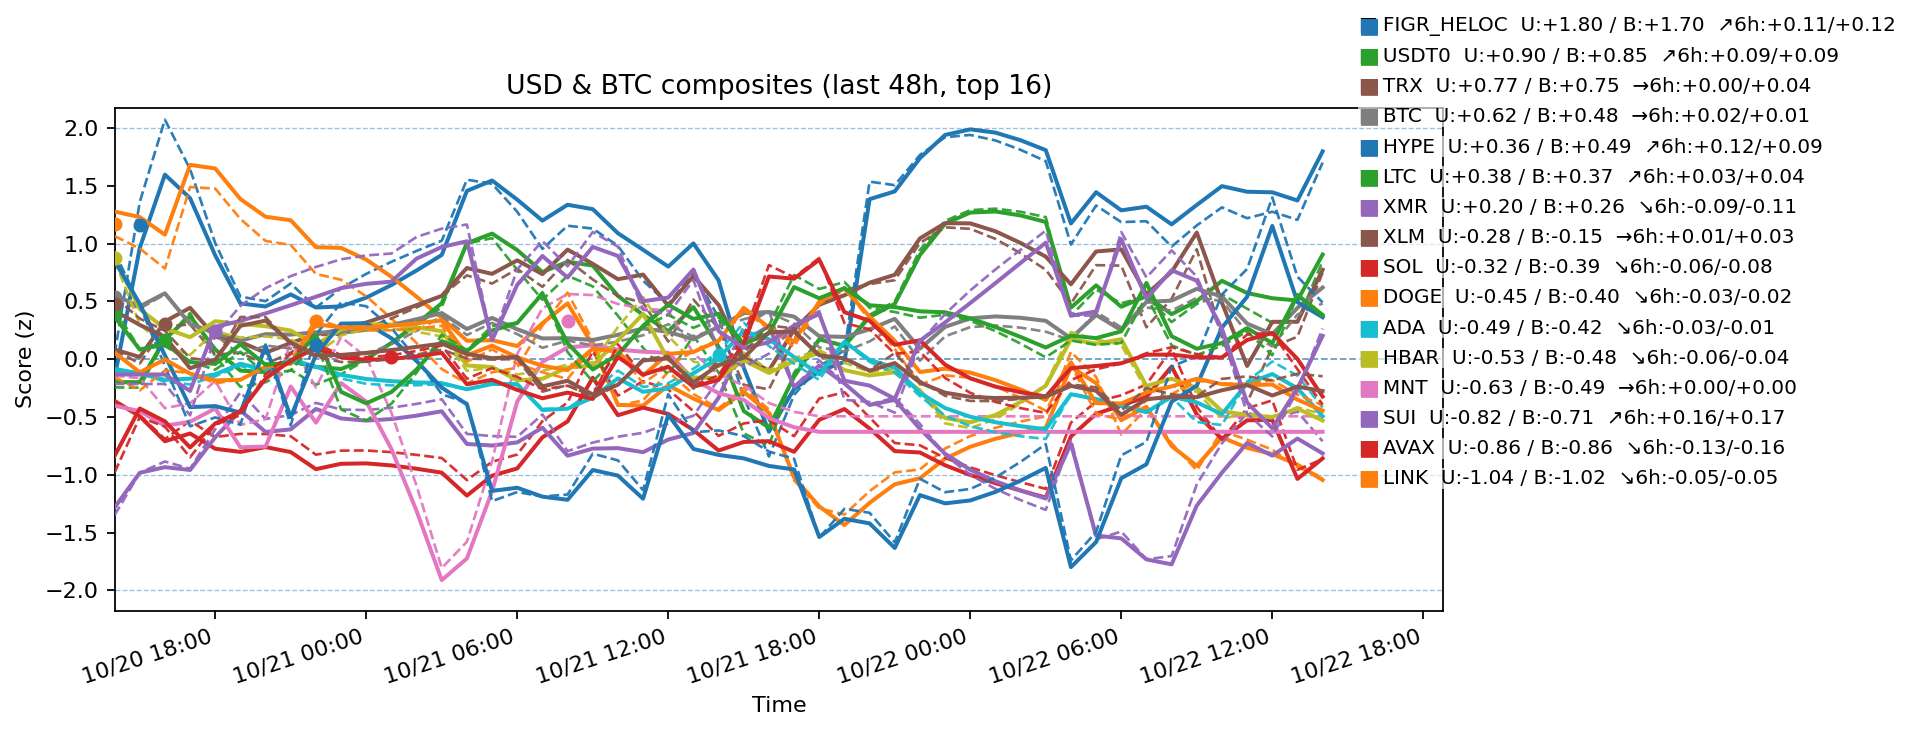 FIGR_HELOC U:+1.80 / B:+1.70 ↗6h:+0.11/+0.12
USDT0 U:+0.90 / B:+0.85 ↗6h:+0.09/+0.09
TRX U:+0.77 / B:+0.75 →6h:+0.00/+0.04
BTC U:+0.62 / B:+0.48 →6h:+0.02/+0.01
HYPE U:+0.36 / B:+0.49 ↗6h:+0.12/+0.09
LTC U:+0.38 / B:+0.37 ↗6h:+0.03/+0.04
XMR U:+0.20 / B:+0.26 ↘6h:-0.09/-0.11
XLM U:-0.28 / B:-0.15 →6h:+0.01/+0.03
SOL U:-0.32 / B:-0.39 ↘6h:-0.06/-0.08
DOGE U:-0.45 / B:-0.40 ↘6h:-0.03/-0.02
ADA U:-0.49 / B:-0.42 ↘6h:-0.03/-0.01
HBAR U:-0.53 / B:-0.48 ↘6h:-0.06/-0.04
MNT U:-0.63 / B:-0.49 →6h:+0.00/+0.00
SUI U:-0.82 / B:-0.71 ↗6h:+0.16/+0.17
AVAX U:-0.86 / B:-0.86 ↘6h:-0.13/-0.16
LINK U:-1.04 / B:-1.02 ↘6h:-0.05/-0.05
USD & BTC composites (last 48h, top 16)
Score (z)
2.0
1.5
1.0
0.5
0.0
−0.5
−1.0
−1.5
−2.0
10/20 18:00
10/21 00:00
10/21 06:00
10/21 12:00
10/21 18:00
10/22 00:00
10/22 06:00
10/22 12:00
10/22 18:00
Time